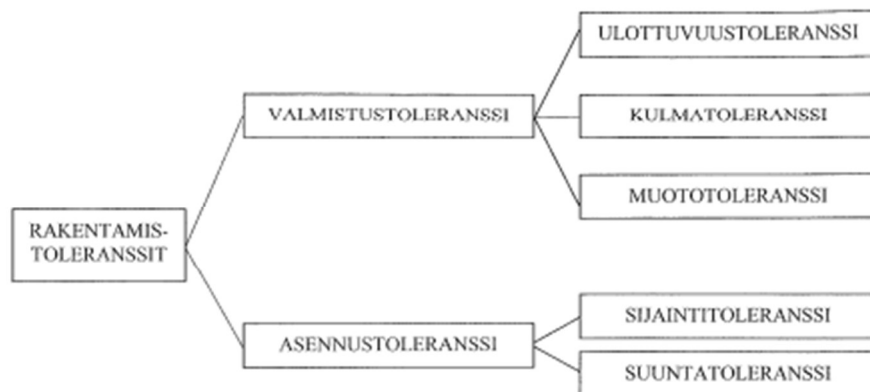 ULOTTUVUUSTOLERANSSI
VALMISTUSTOLERANSSI
KULMATOLERANSSI
MUOTOTOLERANSSI
RAKENTAMIS-
TOLERANSSIT
SIJAINTITOLERANSSI
ASENNUSTOLERANSSI
SUUNTATOLERANSSI